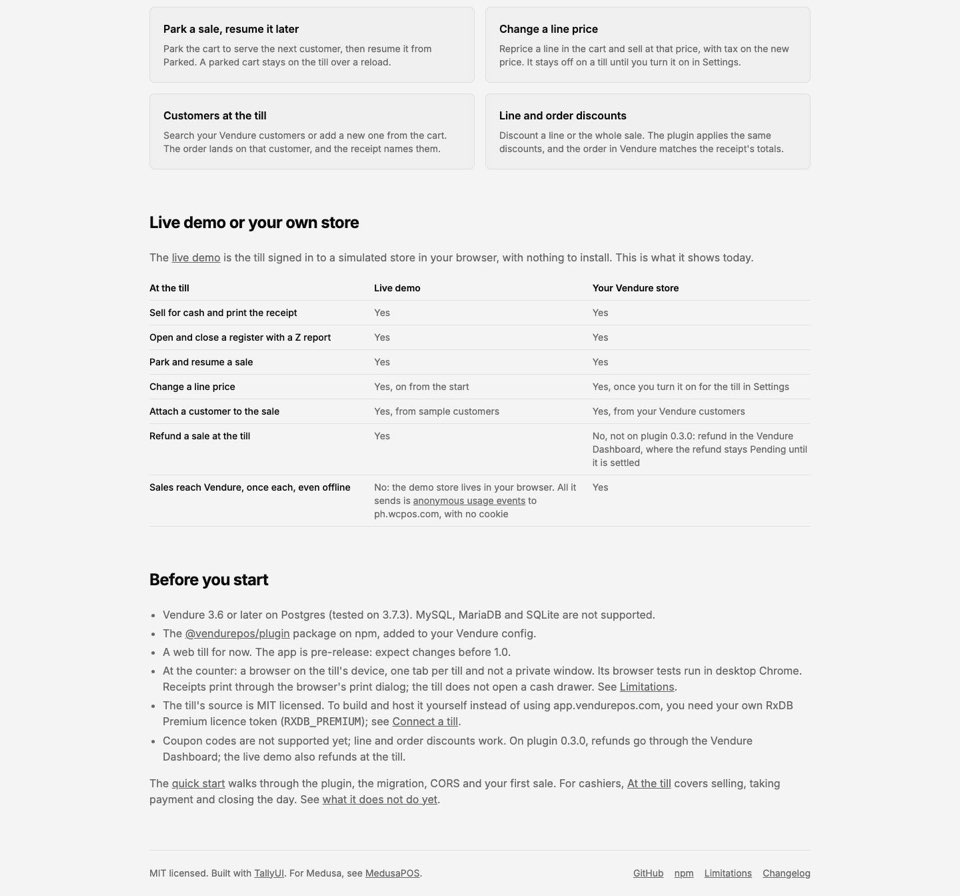 Park a sale, resume it later
Park the cart to serve the next customer, then resume it from
Parked. A parked cart stays on the till over a reload.
Change a line price
Reprice a line in the cart and sell at that price, with tax on the new
price. It stays off on a till until you turn it on in Settings.
Customers at the till
Search your Vendure customers or add a new one from the cart.
The order lands on that customer, and the receipt names them.
Line and order discounts
Discount a line or the whole sale. The plugin applies the same
discounts, and the order in Vendure matches the receipt's totals.
Live demo or your own store
The live demo is the till signed in to a simulated store in your browser, with nothing to install. This is what it shows today.
At the till Live demo Your Vendure store
Sell for cash and print the receipt Yes Yes
Open and close a register with a Z report Yes Yes
Park and resume a sale Yes Yes
Change a line price Yes, on from the start Yes, once you turn it on for the till in Settings
Attach a customer to the sale Yes, from sample customers Yes, from your Vendure customers
Refund a sale at the till Yes No, not on plugin 0.3.0: refund in the Vendure
Dashboard, where the refund stays Pending until
it is settled
Sales reach Vendure, once each, even offline No: the demo store lives in your browser. All it Yes
sends is anonymous usage events to
ph.wcpos.com, with no cookie
Before you start
• Vendure 3.6 or later on Postgres (tested on 3.7.3). MySQL, MariaDB and SQLite are not supported.
• The @vendurepos/plugin package on npm, added to your Vendure config.
• A web till for now. The app is pre-release: expect changes before 1.0.
• At the counter: a browser on the till's device, one tab per till and not a private window. Its browser tests run in desktop Chrome.
Receipts print through the browser's print dialog; the till does not open a cash drawer. See Limitations.
• The till's source is MIT licensed. To build and host it yourself instead of using app.vendurepos.com, you need your own RxDB
Premium licence token (RXDB_PREMIUM); see Connect a till.
• Coupon codes are not supported yet; line and order discounts work. On plugin 0.3.0, refunds go through the Vendure
Dashboard; the live demo also refunds at the till.
The quick start walks through the plugin, the migration, CORS and your first sale. For cashiers, At the till covers selling, taking
payment and closing the day. See what it does not do yet.
MIT licensed. Built with TallyUI. For Medusa, see MedusaPOS. GitHub npm Limitations Changelog